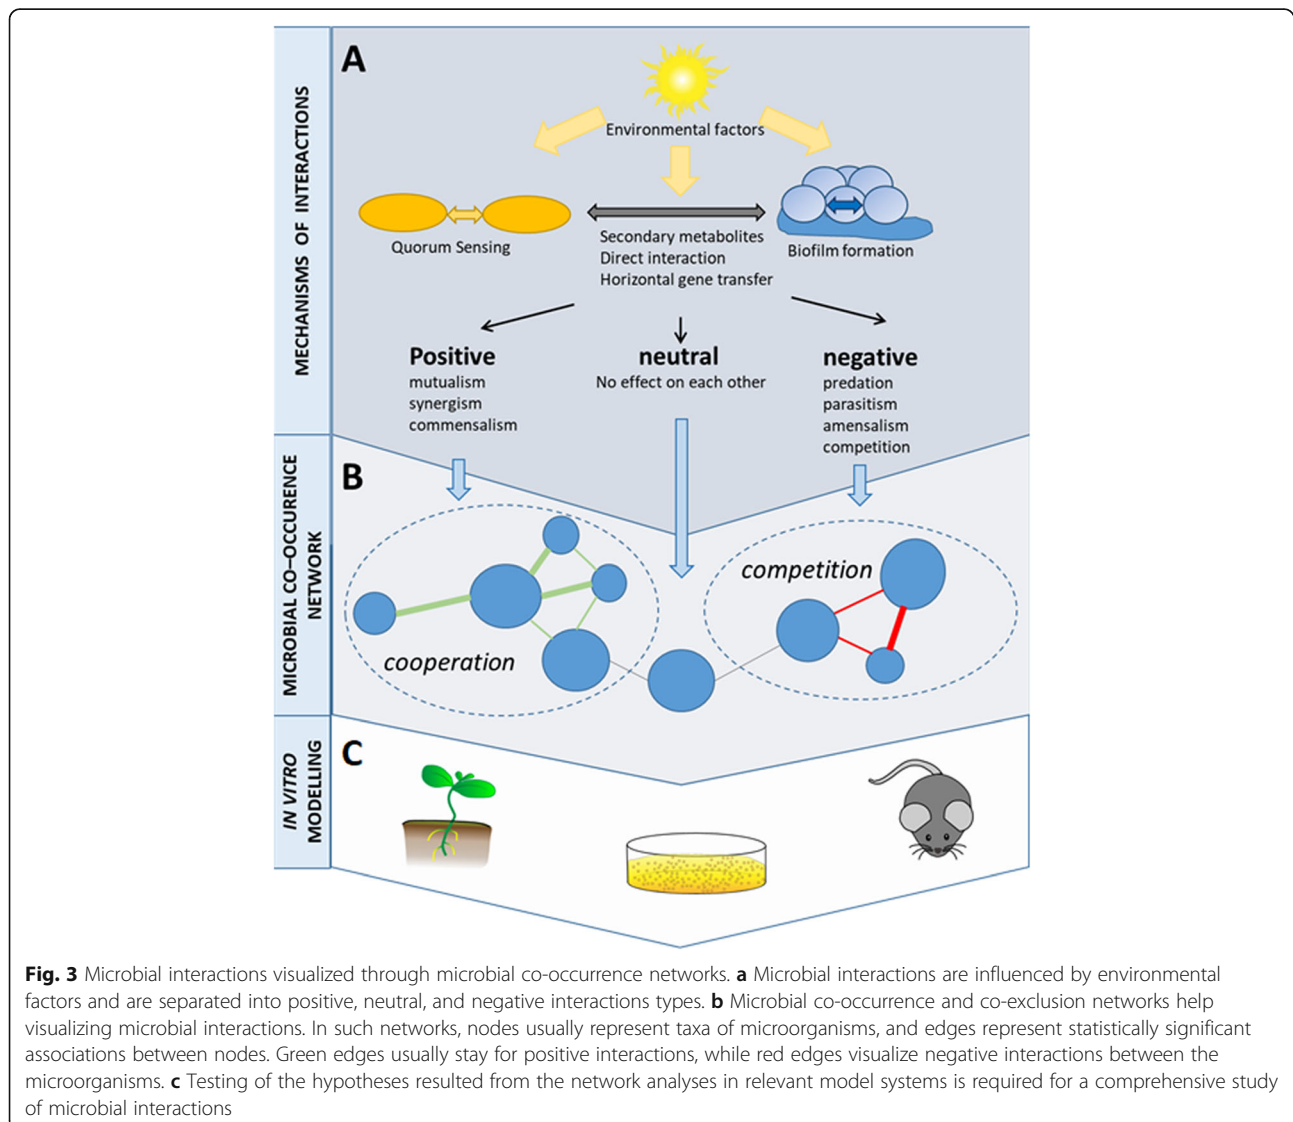 A
MECHANISMS OF INTERACTIONS
Environmental factors
Quorum Sensing
Secondary metabolites
Direct interaction
Horizontal gene transfer
Biofilm formation
Positive
mutualism
synergism
commensalism
neutral
No effect on each other
negative
predation
parasitism
amensalism
competition
B
MICROBIAL CO–OCCURENCE
NETWORK
cooperation
competition
C
IN VITRO
MODELLING
Fig. 3 Microbial interactions visualized through microbial co-occurrence networks. a Microbial interactions are influenced by environmental
factors and are separated into positive, neutral, and negative interactions types. b Microbial co-occurrence and co-exclusion networks help
visualizing microbial interactions. In such networks, nodes usually represent taxa of microorganisms, and edges represent statistically significant
associations between nodes. Green edges usually stay for positive interactions, while red edges visualize negative interactions between the
microorganisms. c Testing of the hypotheses resulted from the network analyses in relevant model systems is required for a comprehensive study
of microbial interactions